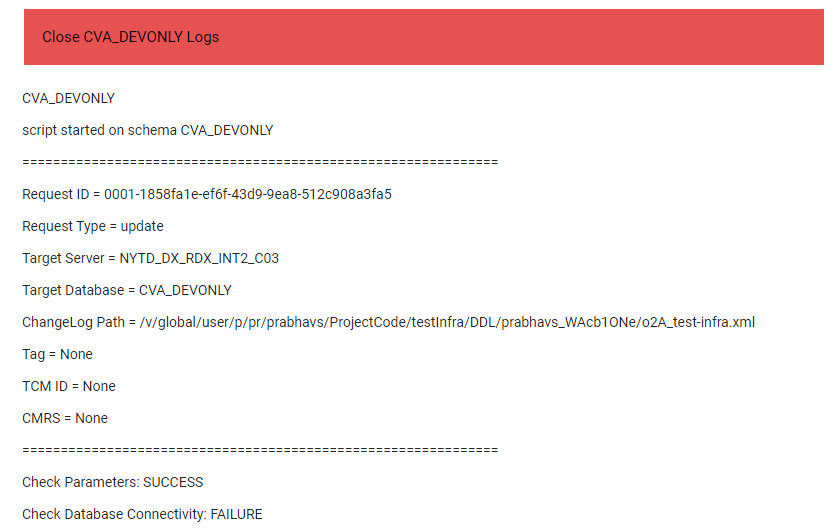 Close CVA_DEVONLY Logs
CVA_DEVONLY
script started on schema CVA_DEVONLY
==============================================================
Request ID = 0001-1858fa1e-ef6f-43d9-9ea8-512c908a3fa5
Request Type = update
Target Server = NYTD_DX_RDX_INT2_C03
Target Database = CVA_DEVONLY
ChangeLog Path = /v/global/user/p/pr/prabhavs/ProjectCode/testInfra/DDL/prabhavs_WAcb1ONe/o2A_test-infra.xml
Tag = None
TCM ID = None
CMRS = None
==============================================================
Check Parameters: SUCCESS
Check Database Connectivity: FAILURE